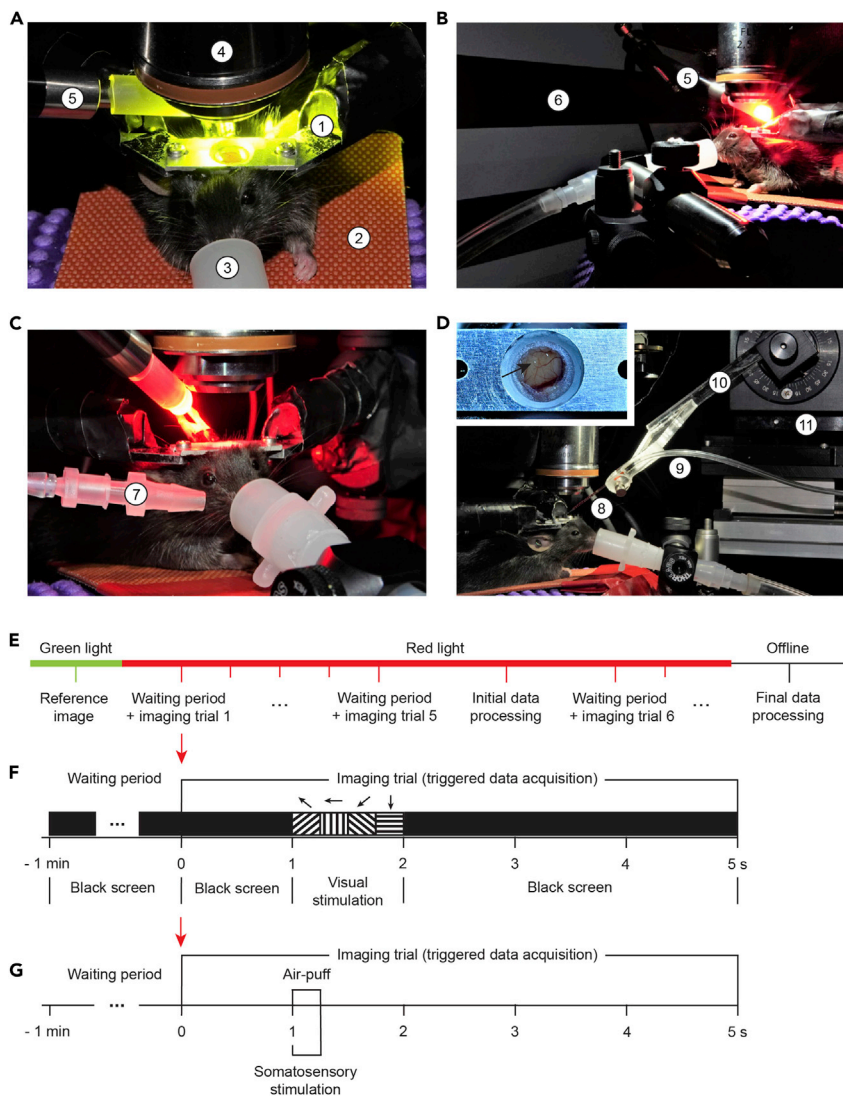 A
4
5
1
2
3
B
5
6
C
7
D
10
11
9
8
THOR
E
Green light
Red light
Offline
Reference
image
Waiting period
+ imaging trial 1
...
Waiting period
+ imaging trial 5
Initial data
processing
Waiting period
+ imaging trial 6
...
Final data
processing
F
Waiting period
Imaging trial (triggered data acquisition)
...
- 1 min
0
1
2
3
4
5 s
Black screen
Black screen
Visual
stimulation
Black screen
G
Waiting period
Imaging trial (triggered data acquisition)
Air-puff
...
- 1 min
0
1
2
3
4
5 s
Somatosensory
stimulation